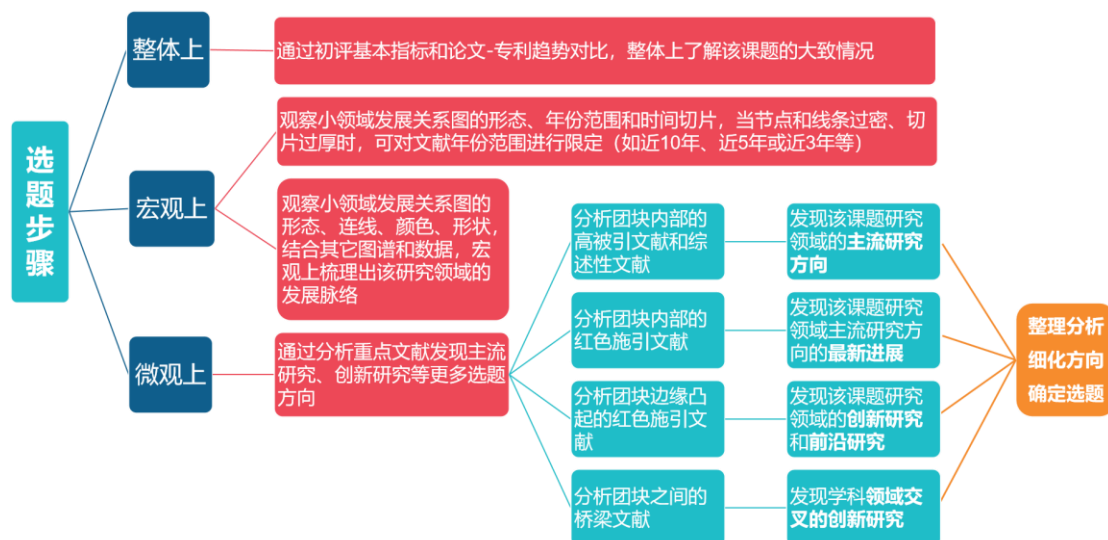 选题步骤
整体上
通过初评基本指标和论文-专利趋势对比，整体上了解该课题的大致情况
宏观上
观察小领域发展关系图的形态、年份范围和时间切片，当节点和线条过密、切
片过厚时，可对文献年份范围进行限定（如近10年、近5年或近3年等）
观察小领域发展关系图的
形态、连线、颜色、形状，
结合其它图谱和数据，宏
观上梳理出该研究领域的
发展脉络
微观上
通过分析重点文献发现主流
研究、创新研究等更多选题
方向
分析团块内部的
高被引文献和综
述性文献
发现该课题研究
领域的主流研究
方向
分析团块内部的
红色施引文献
发现该课题研究
领域主流研究方
向的最新进展
分析团块边缘凸
起的红色施引文
献
发现该课题研究
领域的创新研究
和前沿研究
分析团块之间的
桥梁文献
发现学科领域交
叉的创新研究
整理分析
细化方向
确定选题